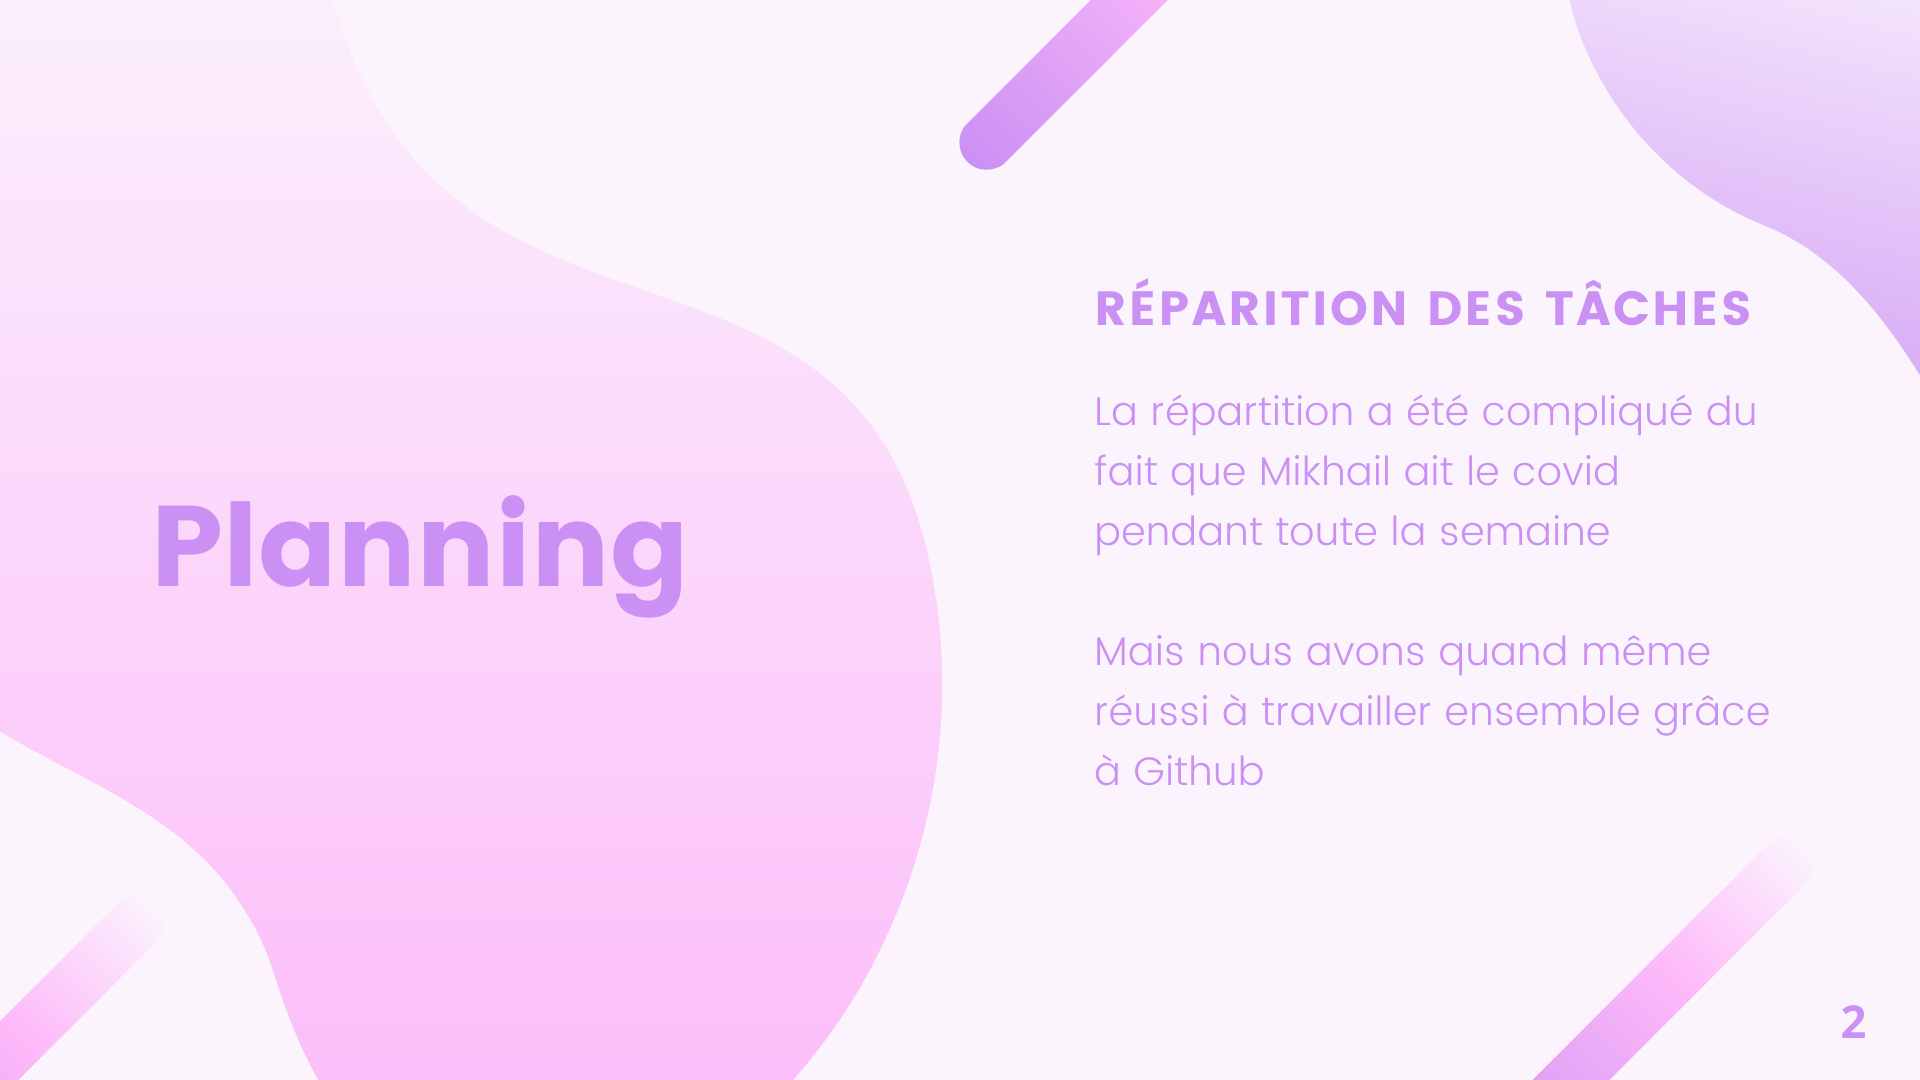 Planning
RÉPARITION DES TÂCHES
La répartition a été compliqué du
fait que Mikhail ait le covid
pendant toute la semaine
Mais nous avons quand même
réussi à travailler ensemble grâce
à Github
2